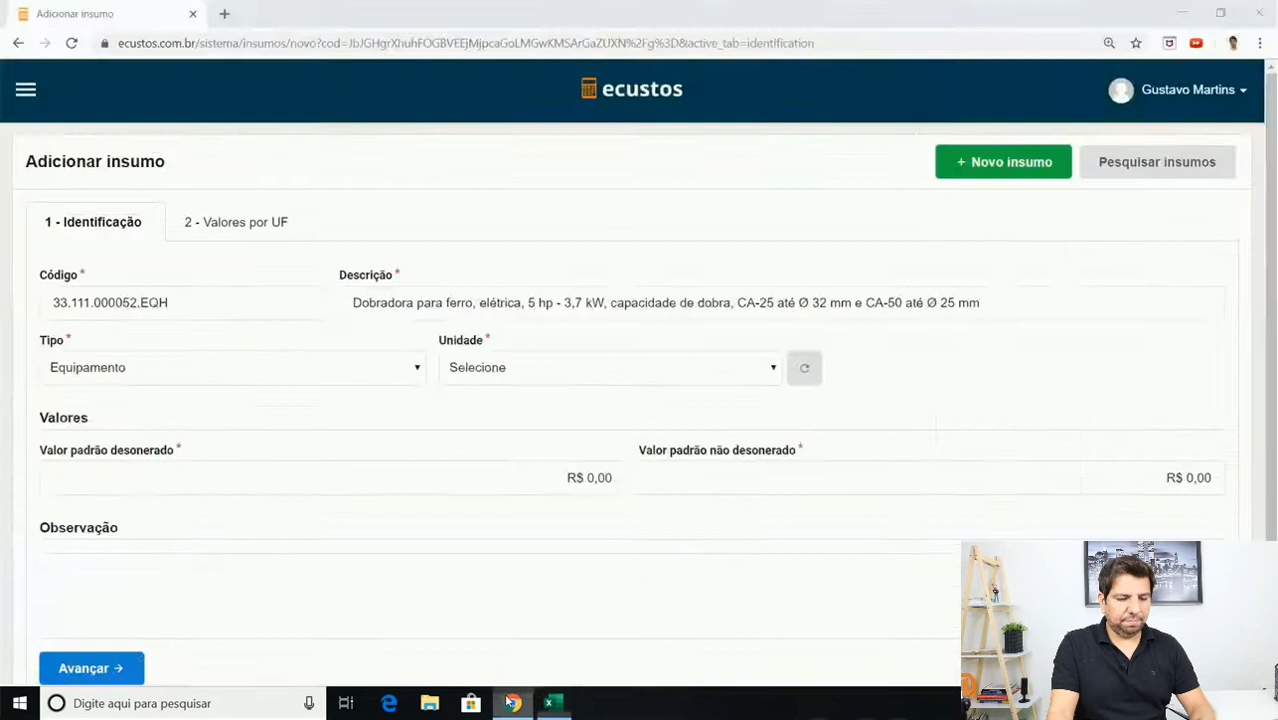 Adicionar insumo
ecustos.com.br/sistema/insumos/novo?cod=JbJGHgrXhuhFOGBVEEjMjpcaGoLMGwKMSArGaZUXN%2Fg%3D&active_tab=identification
ecustos
Gustavo Martins
Adicionar insumo
+ Novo insumo
Pesquisar insumos
1 - Identificação
2 - Valores por UF
Código *
Descrição *
33.111.000052.EQH
Dobradora para ferro, elétrica, 5 hp - 3,7 kW, capacidade de dobra, CA-25 até Ø 32 mm e CA-50 até Ø 25 mm
Tipo *
Unidade *
Equipamento
Selecione
Valores
Valor padrão desonerado *
Valor padrão não desonerado *
R$ 0,00
R$ 0,00
Observação
Avançar →
Digite aqui para pesquisar